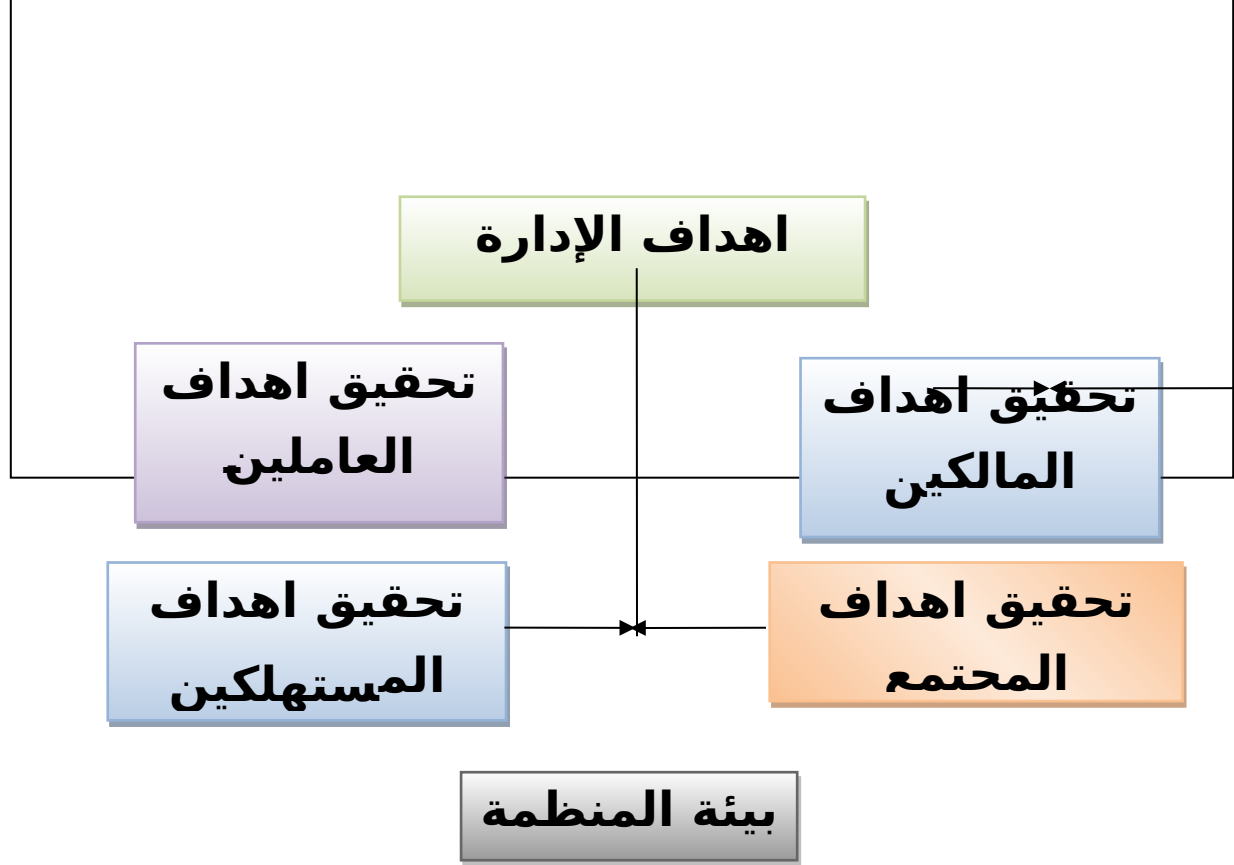 اهداف الإدارة
تحقيق اهداف
المالكين
تحقيق اهداف
العاملين
تحقيق اهداف
المجتمع
تحقيق اهداف
المستهلكين
بيئة المنظمة